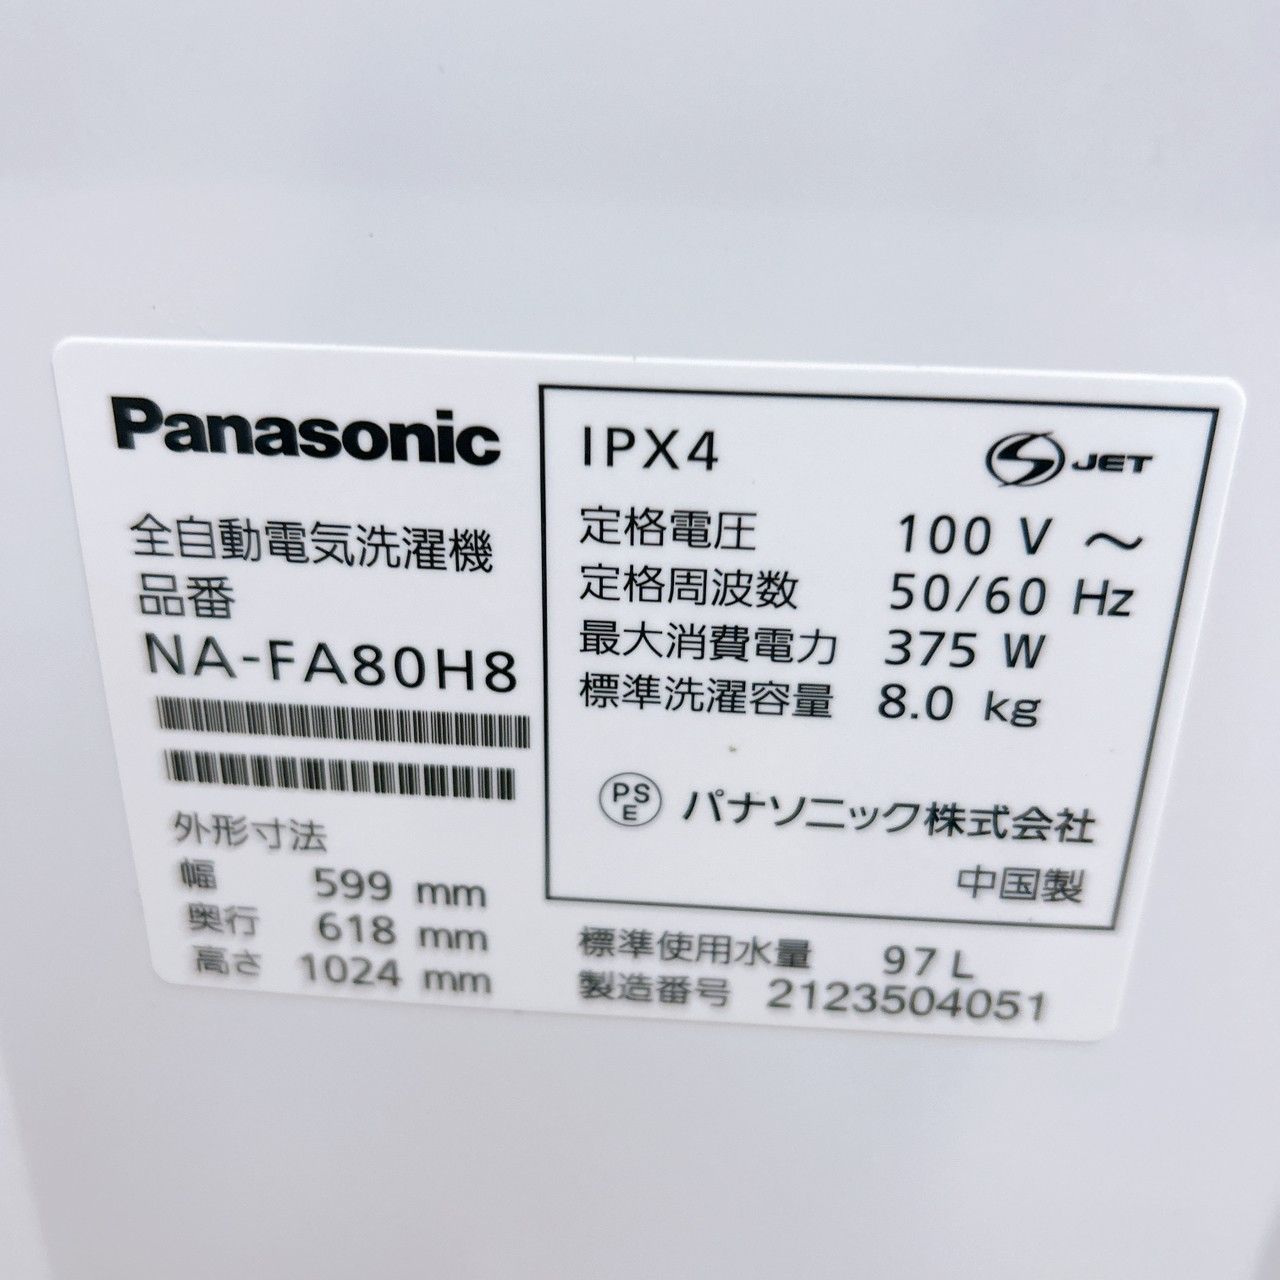 Panasonic
全自動電気洗濯機
品番
NA-FA80H8
外形寸法
幅 599 mm
奥行 618 mm
高さ 1024 mm
IPX4
S JET
定格電圧 100 V ～
定格周波数 50/60 Hz
最大消費電力 375 W
標準洗濯容量 8.0 kg
PS
E
パナソニック株式会社
中国製
標準使用水量 97 L
製造番号 2123504051